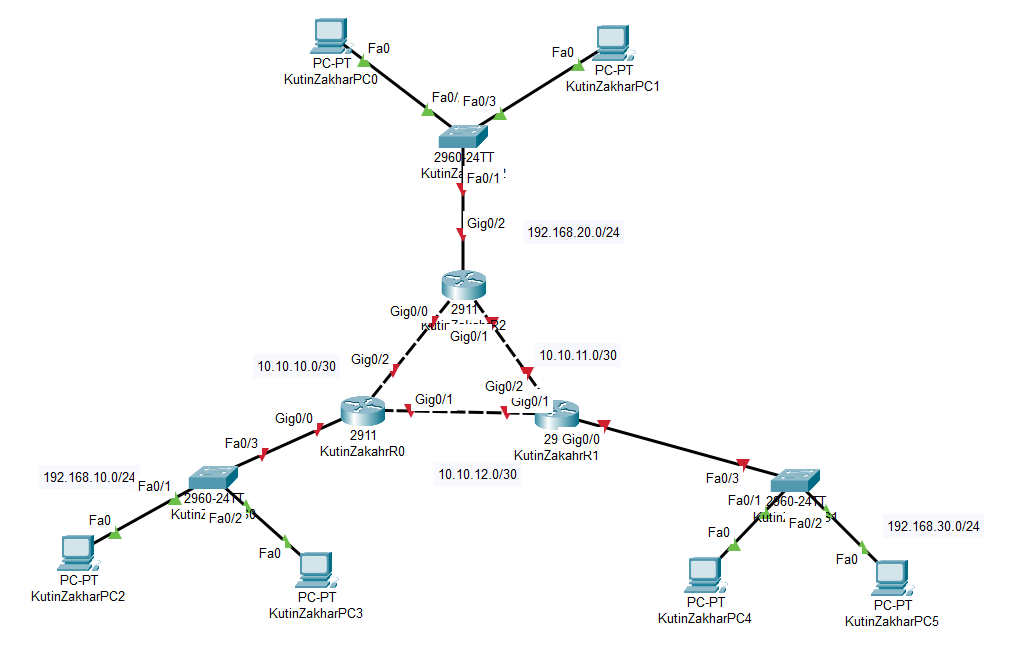 Fa0
PC-PT
KutinZakharPC0
Fa0
PC-PT
KutinZakharPC1
Fa0/
Fa0/3
2960-24TT
Fa0/1
Gig0/2
192.168.20.0/24
2911
Gig0/0
Gig0/1
10.10.10.0/30
Gig0/2
10.10.11.0/30
Gig0/2
Gig0/1
Gig0/1
Gig0/0
2911
KutinZakahrR0
29
Gig0/0
KutinZakahrR1
10.10.12.0/30
Fa0/3
192.168.10.0/24
Fa0/1
2960-24TT
Fa0/2
Fa0
PC-PT
KutinZakharPC2
Fa0
PC-PT
KutinZakharPC3
Fa0/3
Fa0/1
2960-24TT
Fa0/2
192.168.30.0/24
Fa0
PC-PT
KutinZakharPC4
Fa0
PC-PT
KutinZakharPC5